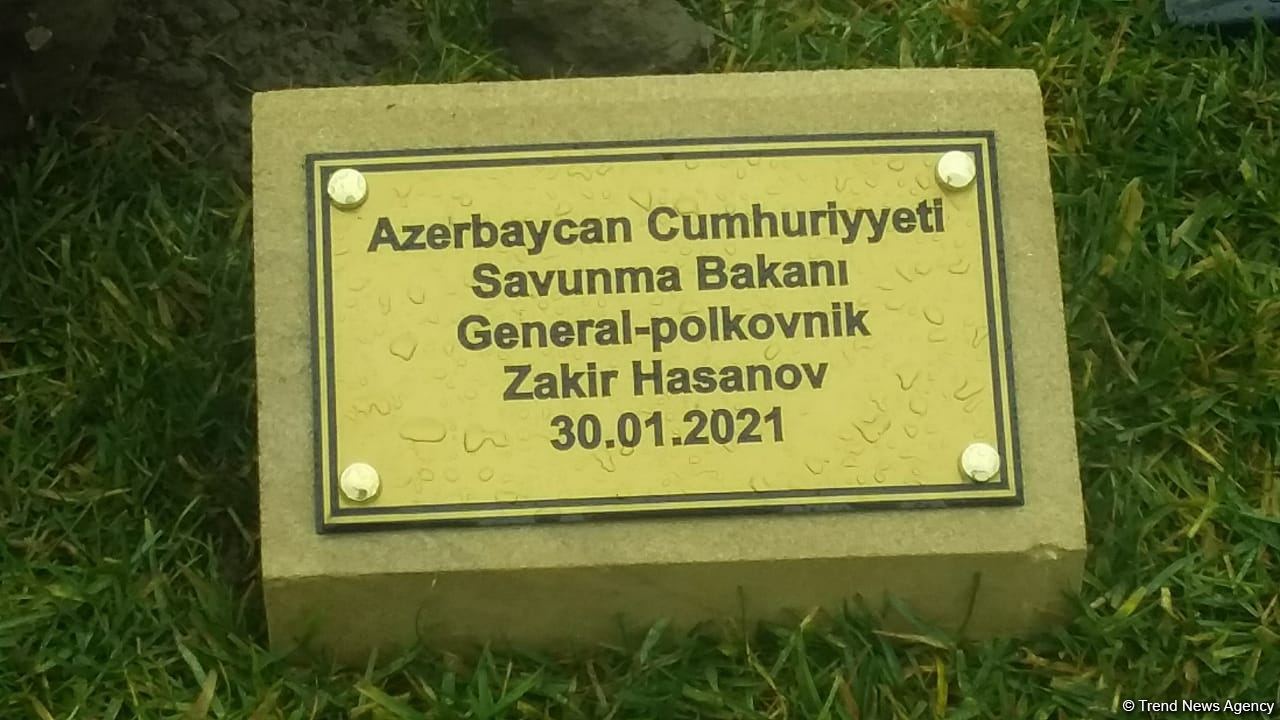 Azerbaycan Cumhuriyyeti
Savunma Bakanı
General-polkovnik
Zakir Hasanov
30.01.2021
© Trend News Agency